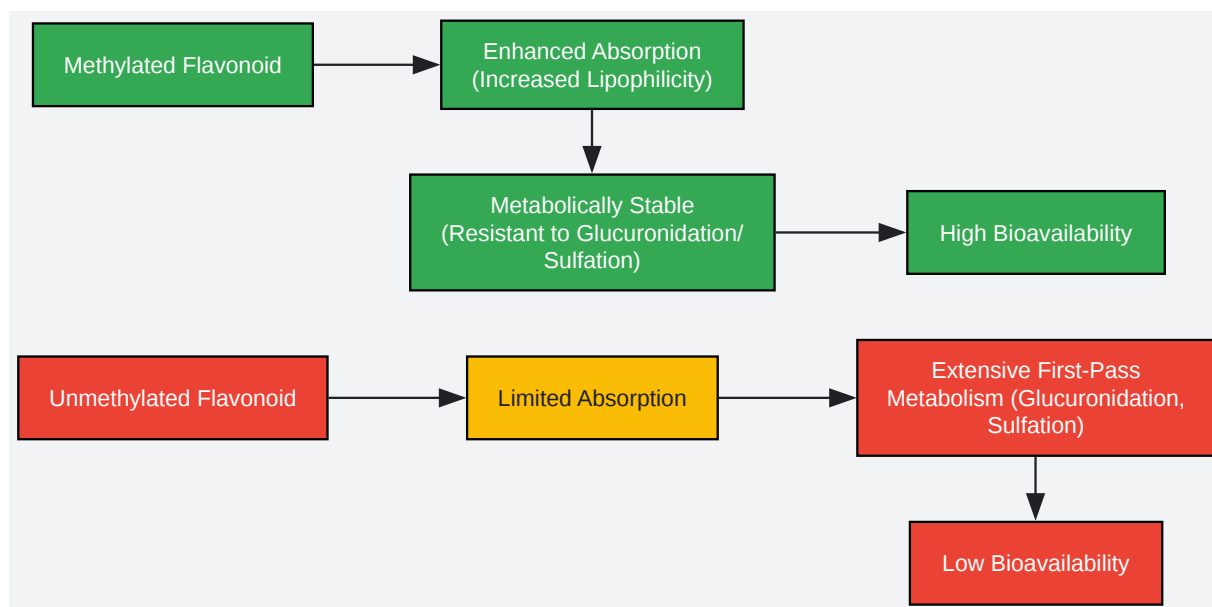 Methylated Flavonoid
Enhanced Absorption
(Increased Lipophilicity)
Metabolically Stable
(Resistant to Glucuronidation/
Sulfation)
High Bioavailability
Unmethylated Flavonoid
Limited Absorption
Extensive First-Pass
Metabolism (Glucuronidation,
Sulfation)
Low Bioavailability